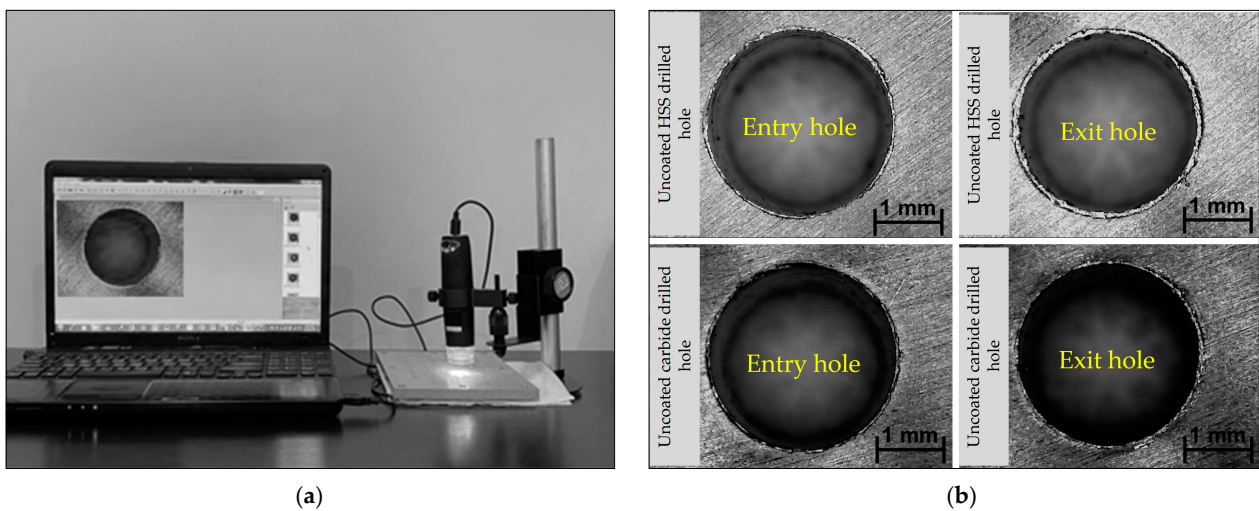 SONY
Uncoated HSS drilled
hole
Entry hole
1 mm
Uncoated HSS drilled
hole
Exit hole
1 mm
Uncoated carbide drilled
hole
Entry hole
1 mm
Uncoated carbide drilled
hole
Exit hole
1 mm
(a)
(b)